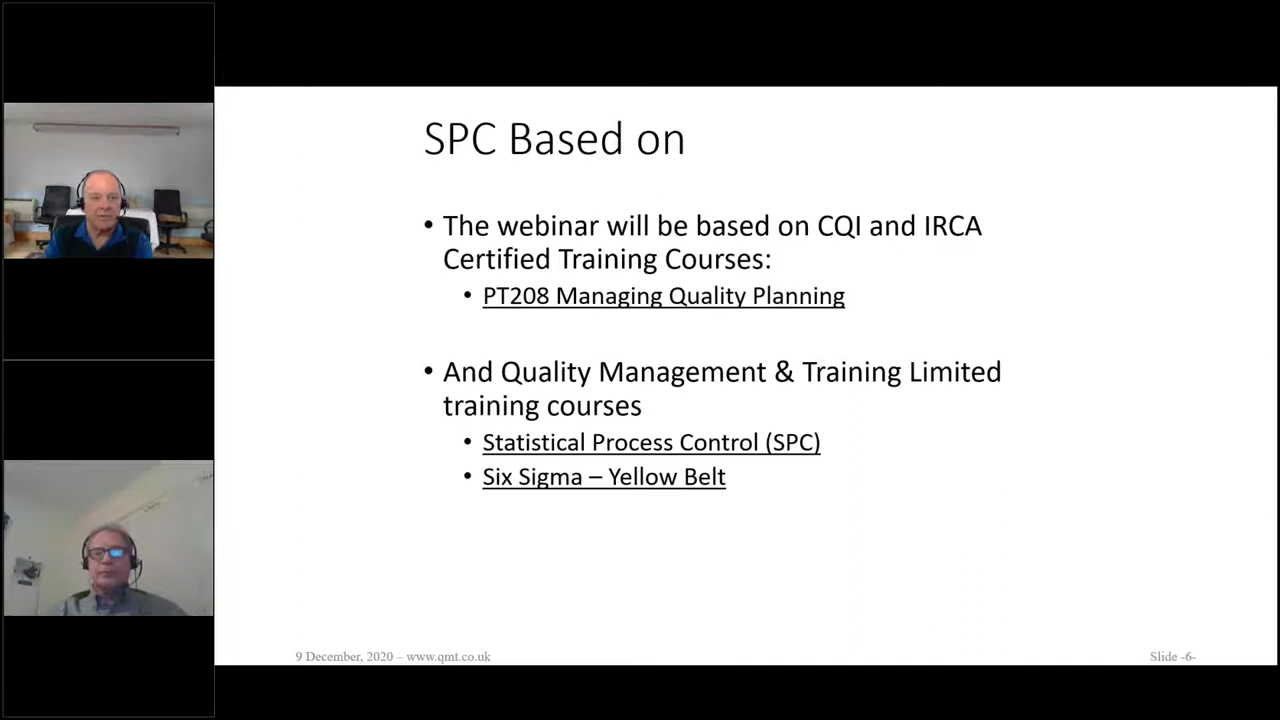 SPC Based on
• The webinar will be based on CQI and IRCA
Certified Training Courses:
• PT208 Managing Quality Planning
• And Quality Management & Training Limited
training courses
• Statistical Process Control (SPC)
• Six Sigma – Yellow Belt
9 December, 2020 – www.qmt.co.uk
Slide -6-